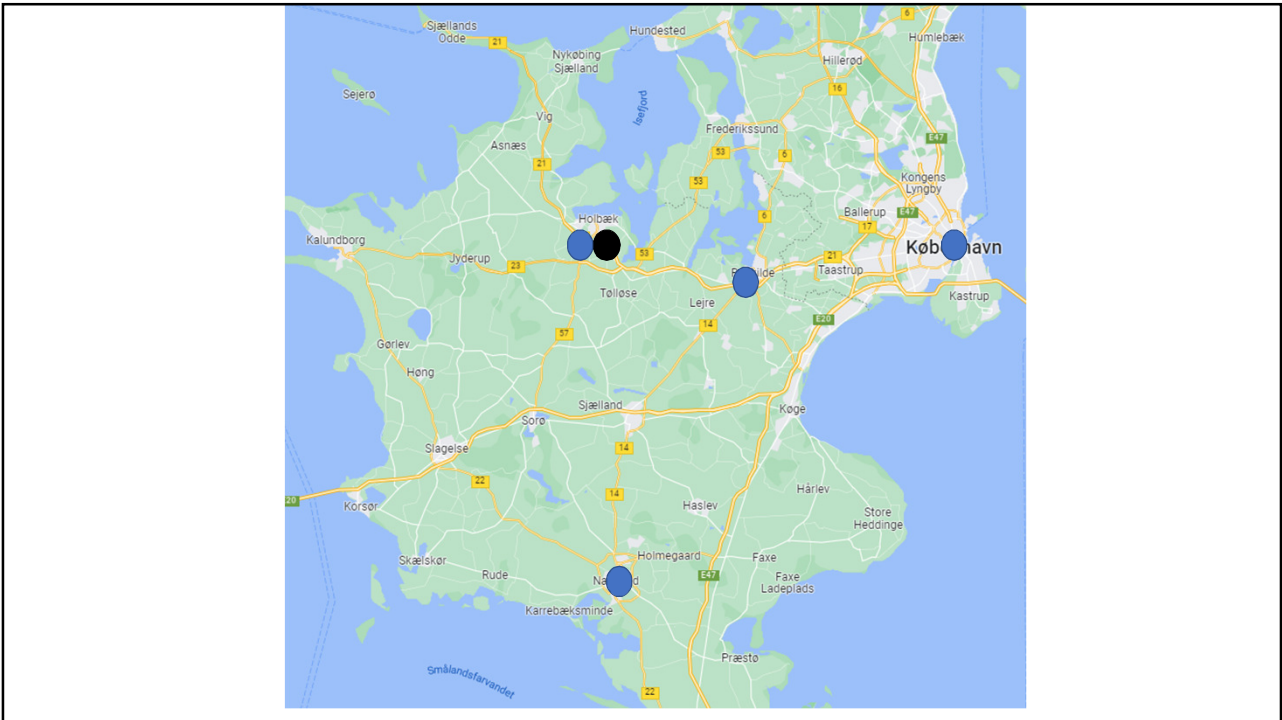 Sjællands
Odde
21
Hundested
6
Humlebæk
Nykøbing
Sjælland
Hillerød
Sejerø
Isefjord
16
Vig
Frederikssund
E47
Asnæs
53
6
21
53
Kongens
Lyngby
Holbæk
6
Ballerup
E47
17
Kalundborg
53
Jyderup
23
21
Taastrup
Kastrup
Tølløse
Lejre
14
E20
57
Gørlev
Høng
Sjælland
Køge
Sorø
Slagelse
14
22
14
Hårlev
20
Korsør
Haslev
Store
Heddinge
Skælskør
Holmegaard
Faxe
Rude
E47
Faxe
Ladeplads
Karrebæksminde
Præstø
Smålandsfarvandet
22